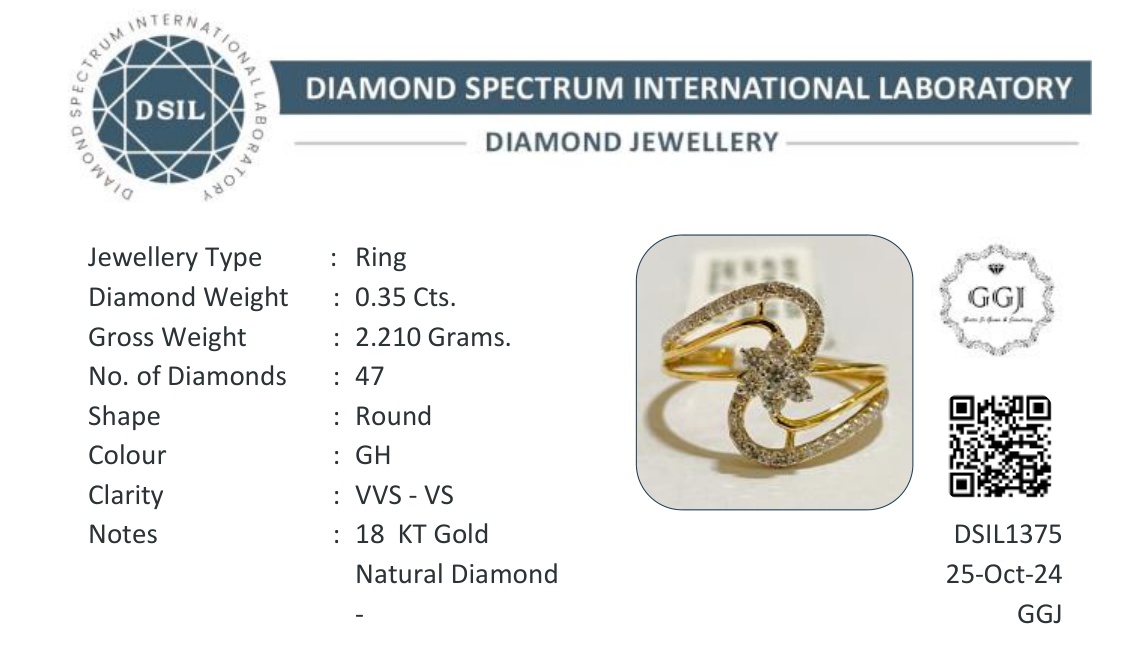 DIAMOND SPECTRUM INTERNATIONAL LABORATORY
DSIL
DIAMOND SPECTRUM INTERNATIONAL LABORATORY
DIAMOND JEWELLERY
Jewellery Type : Ring
Diamond Weight : 0.35 Cts.
Gross Weight : 2.210 Grams.
No. of Diamonds : 47
Shape : Round
Colour : GH
Clarity : VVS - VS
Notes : 18 KT Gold
Natural Diamond
-
GGJ
DSIL1375
25-Oct-24
GGJ